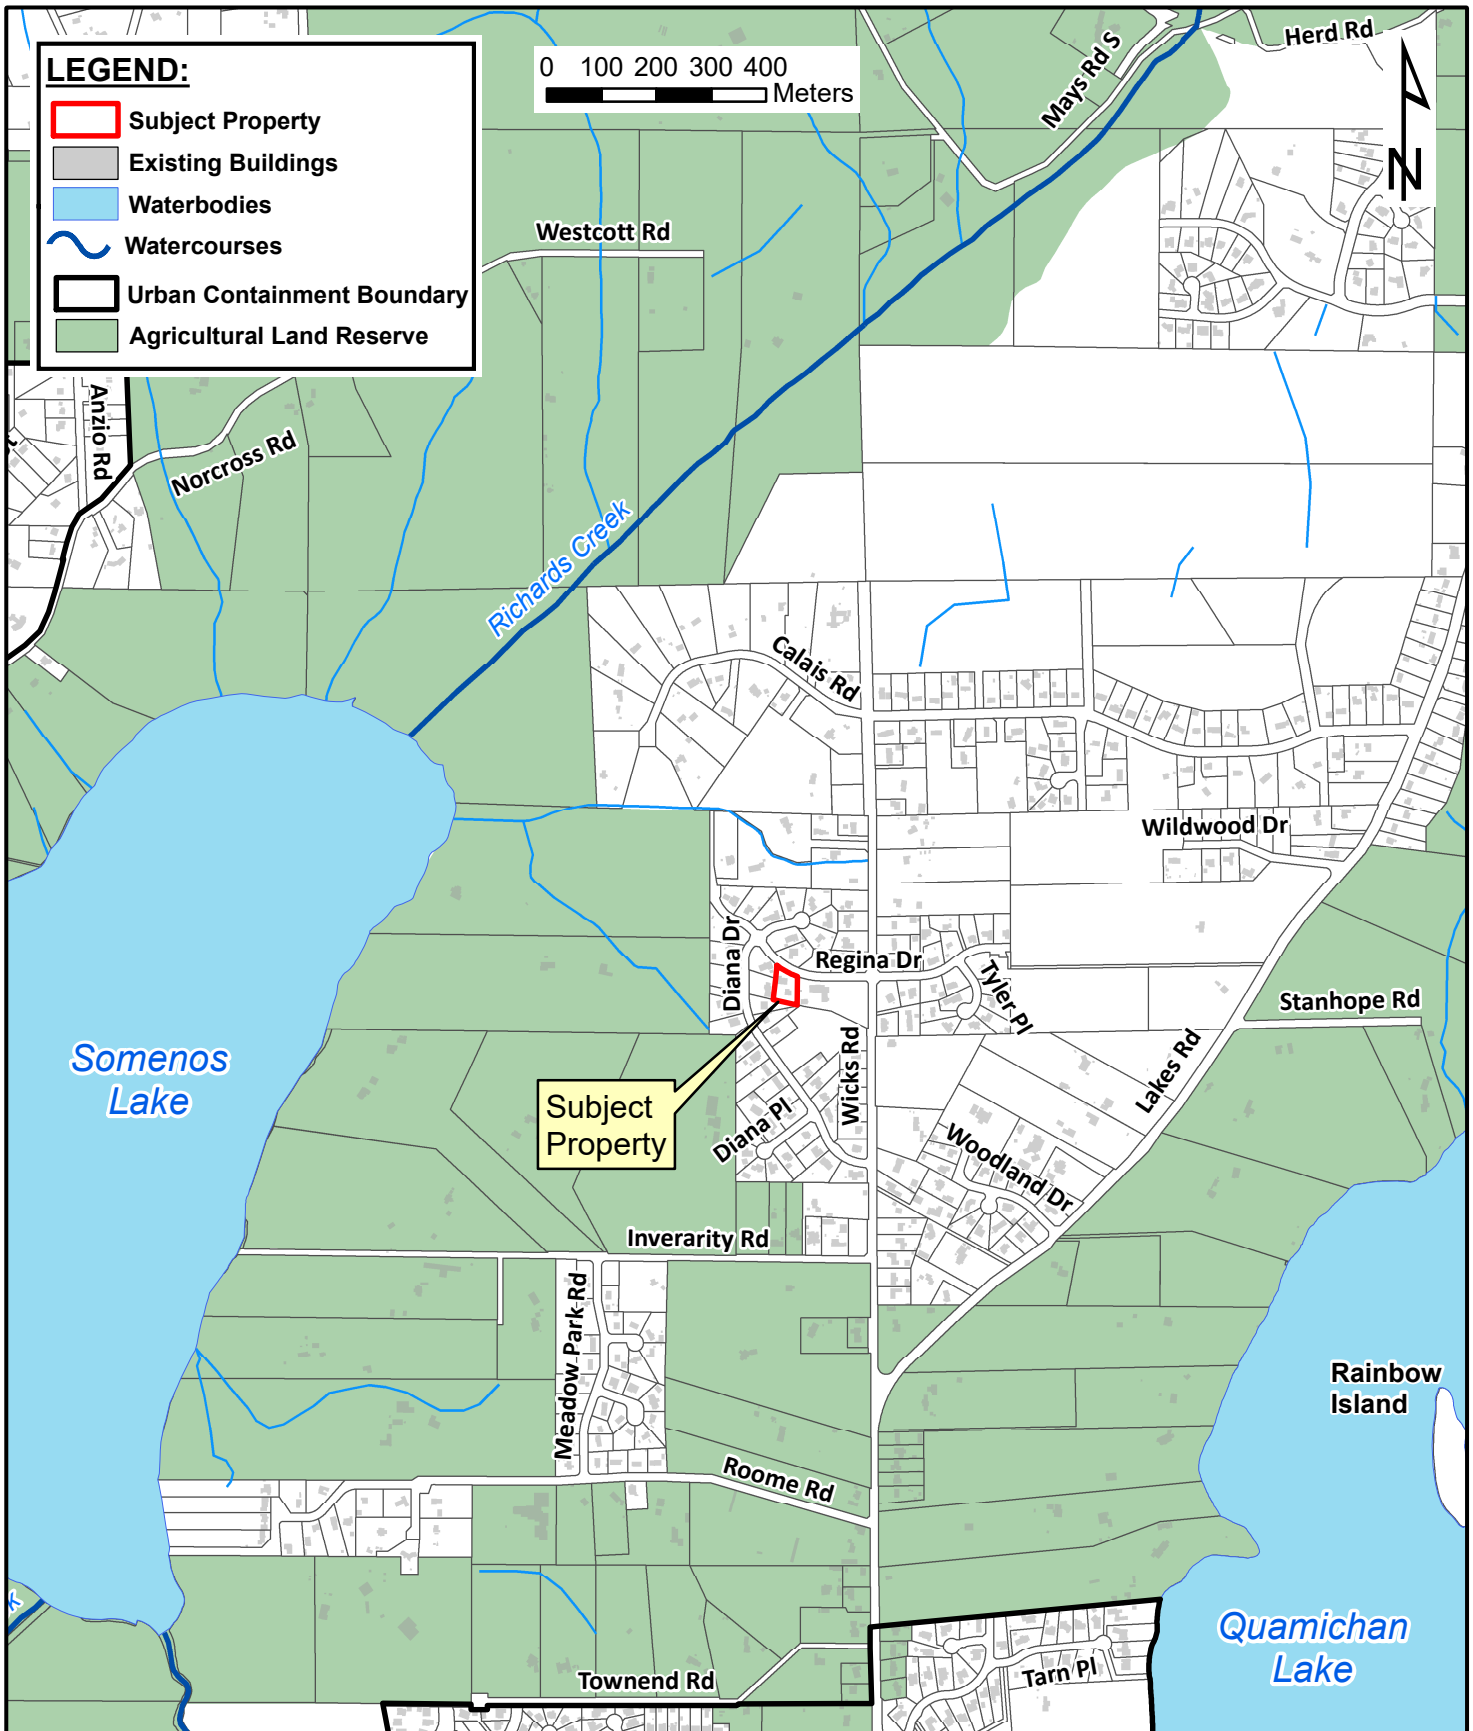 LEGEND:
Subject Property
Existing Buildings
Waterbodies
Watercourses
Urban Containment Boundary
Agricultural Land Reserve
0 100 200 300 400
Meters
Herd Rd
Mays Rd S
N
Westcott Rd
Anzio Rd
Norcross Rd
Richards Creek
Calais Rd
Wildwood Dr
Diana Dr
Regina Dr
Tyler Pl
Stanhope Rd
Somenos
Lake
Subject
Property
Wicks Rd
Lakes Rd
Diana Pl
Woodland Dr
Inverarity Rd
Meadow Park Rd
Rainbow
Island
Roome Rd
k
Quamichan
Lake
Tarn Pl
Townend Rd